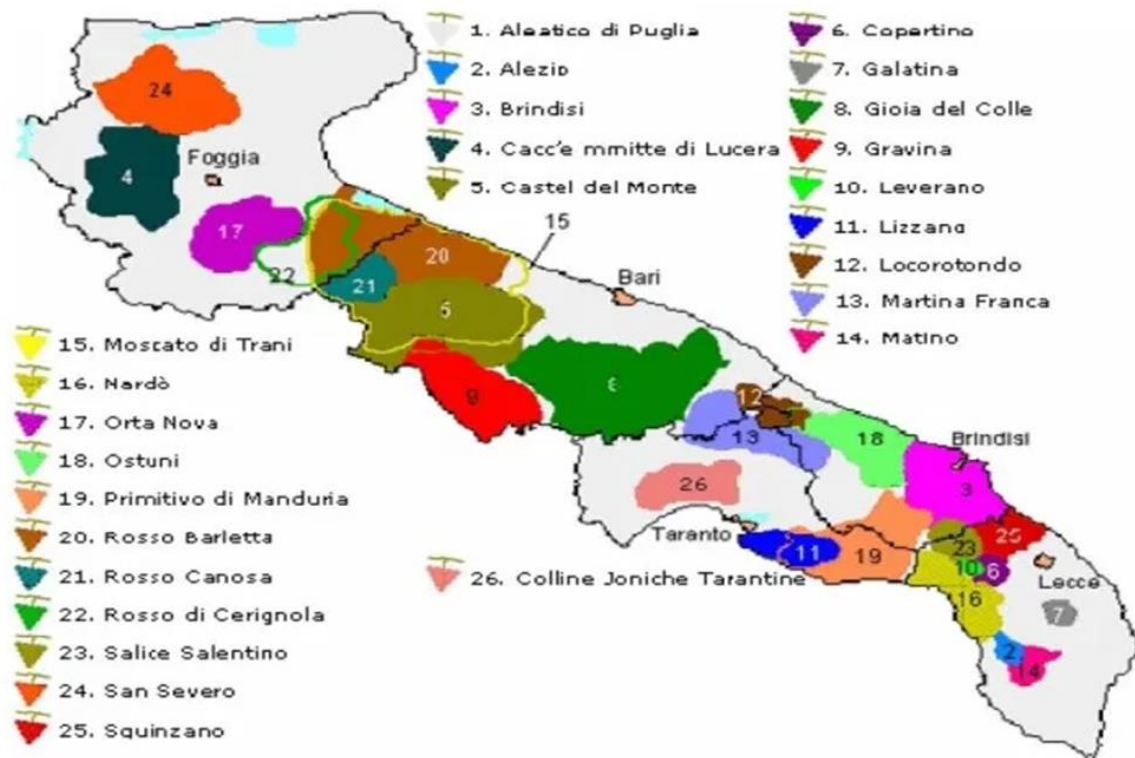 1. Aleatico di Puglia
2. Alezio
3. Brindisi
4. Cacc'e mmitte di Lucera
5. Castel del Monte
6. Copertino
7. Galatina
8. Gioia del Colle
9. Gravina
10. Leverano
11. Lizzano
12. Locorotondo
13. Martina Franca
14. Matino
15. Moscato di Trani
16. Nardò
17. Orta Nova
18. Ostuni
19. Primitivo di Manduria
20. Rosso Barletta
21. Rosso Canosa
22. Rosso di Cerignola
23. Salice Salentino
24. San Severo
25. Squinzano
26. Colline Joniche Tarantine
24
Foggia
4
17
15
20
22
21
Bari
5
8
9
12
13
18
Brindisi
3
26
Taranto
11
19
25
23
10
6
Lecce
16
7
2
14